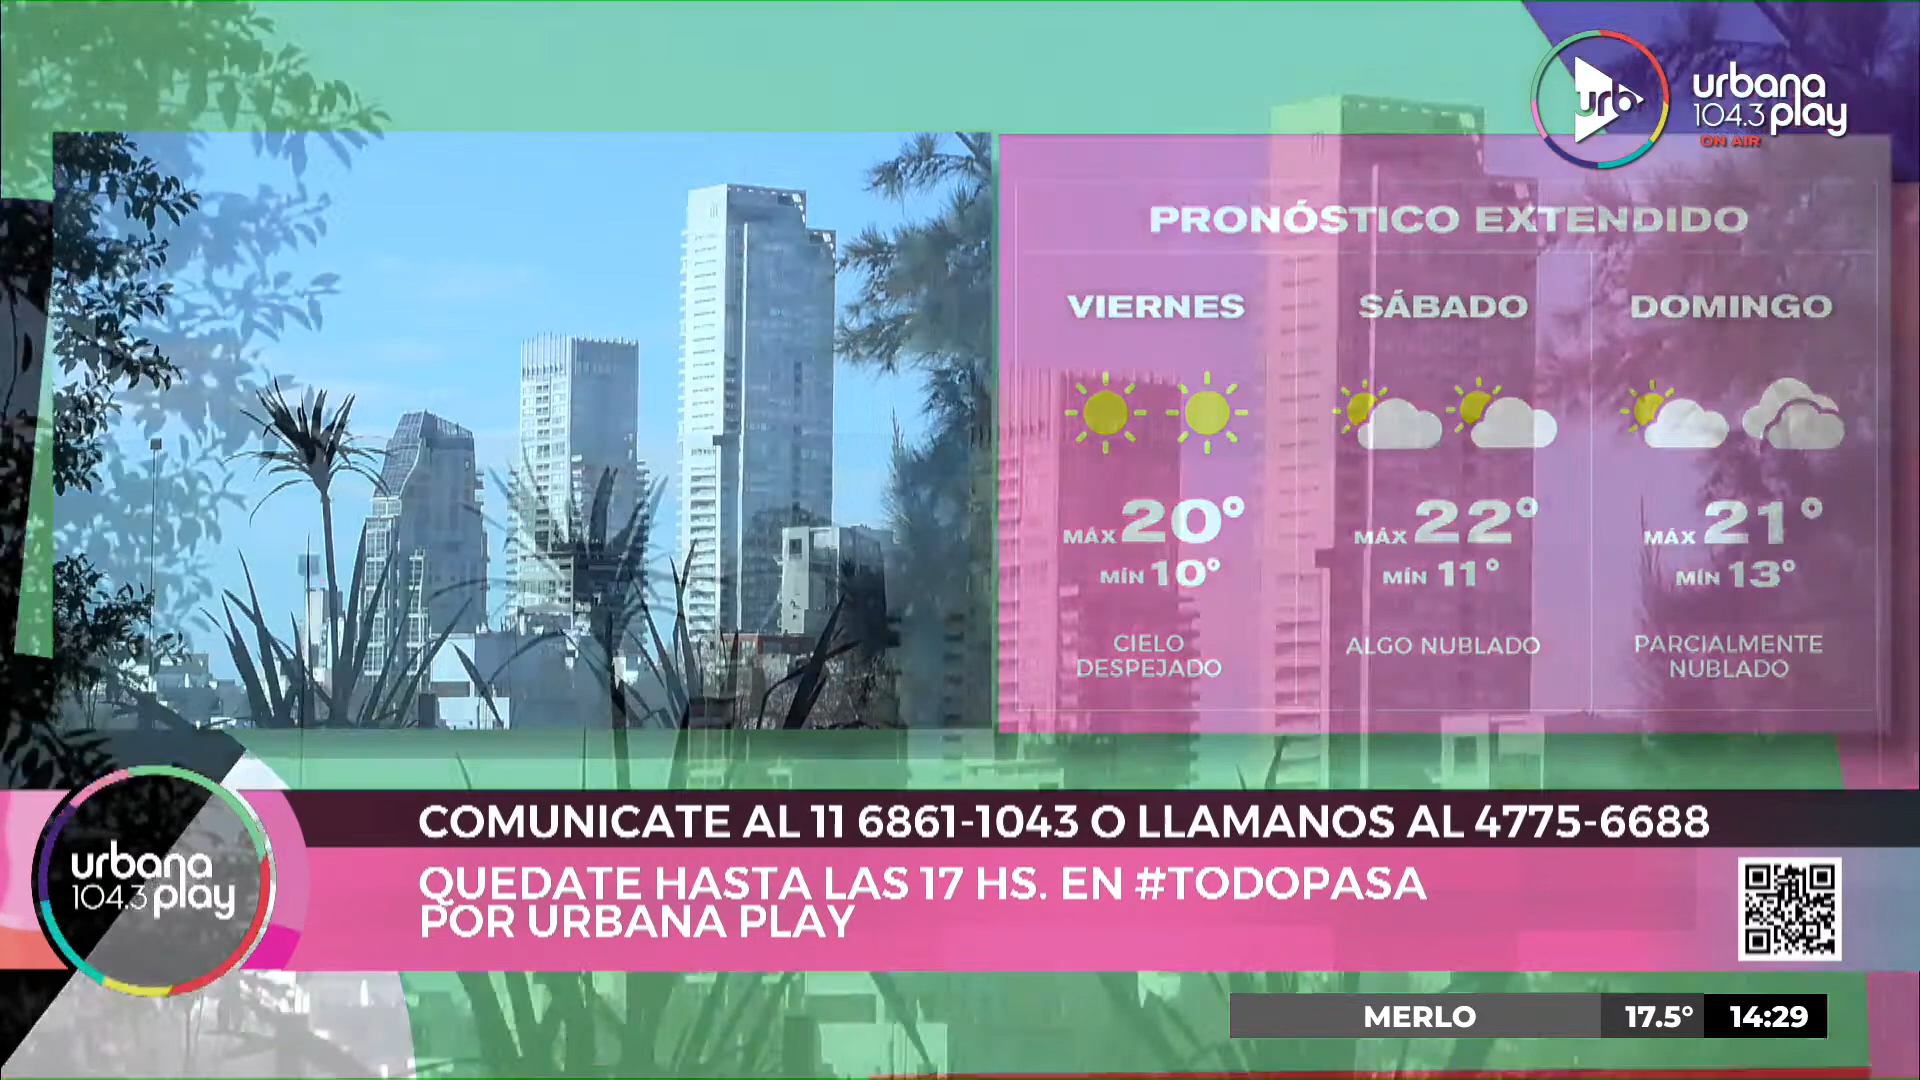 urb
urbana
104.3 play
ON AIR
PRONÓSTICO EXTENDIDO
VIERNES
SÁBADO
DOMINGO
MÁX 20°
MÍN 10°
CIELO
DESPEJADO
MÁX 22°
MÍN 11°
ALGO NUBLADO
MÁX 21°
MÍN 13°
PARCIALMENTE
NUBLADO
COMUNICATE AL 11 6861-1043 O LLAMANOS AL 4775-6688
urbana
104.3 play
QUEDATE HASTA LAS 17 HS. EN #TODOPASA
POR URBANA PLAY
MERLO 17.5° 14:29